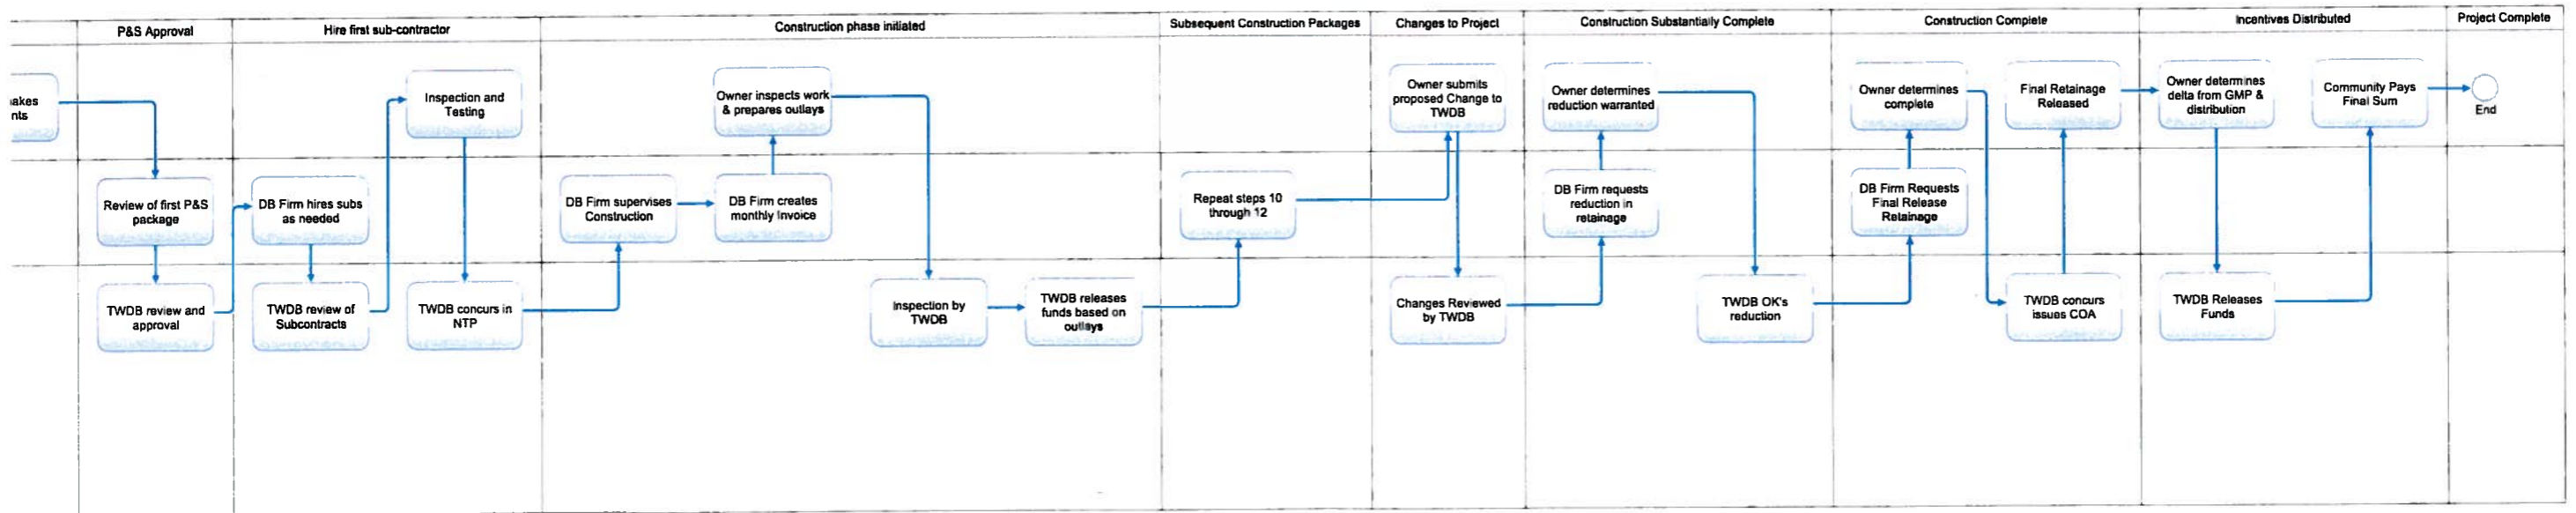 P&S Approval
Hire first sub-contractor
Construction phase initiated
Subsequent Construction Packages
Changes to Project
Construction Substantially Complete
Construction Complete
Incentives Distributed
Project Complete
akes
nts
Inspection and
Testing
Owner inspects work
& prepares outlays
Owner submits
proposed Change to
TWDB
Owner determines
reduction warranted
Owner determines
complete
Final Retainage
Released
Owner determines
delta from GMP &
distribution
Community Pays
Final Sum
End
Review of first P&S
package
DB Firm hires subs
as needed
DB Firm supervises
Construction
DB Firm creates
monthly Invoice
Repeat steps 10
through 12
DB Firm requests
reduction in
retainage
DB Firm Requests
Final Release
Retainage
TWDB review and
approval
TWDB review of
Subcontracts
TWDB concurs in
NTP
Inspection by
TWDB
TWDB releases
funds based on
outlays
Changes Reviewed
by TWDB
TWDB OK's
reduction
TWDB concurs
issues COA
TWDB Releases
Funds